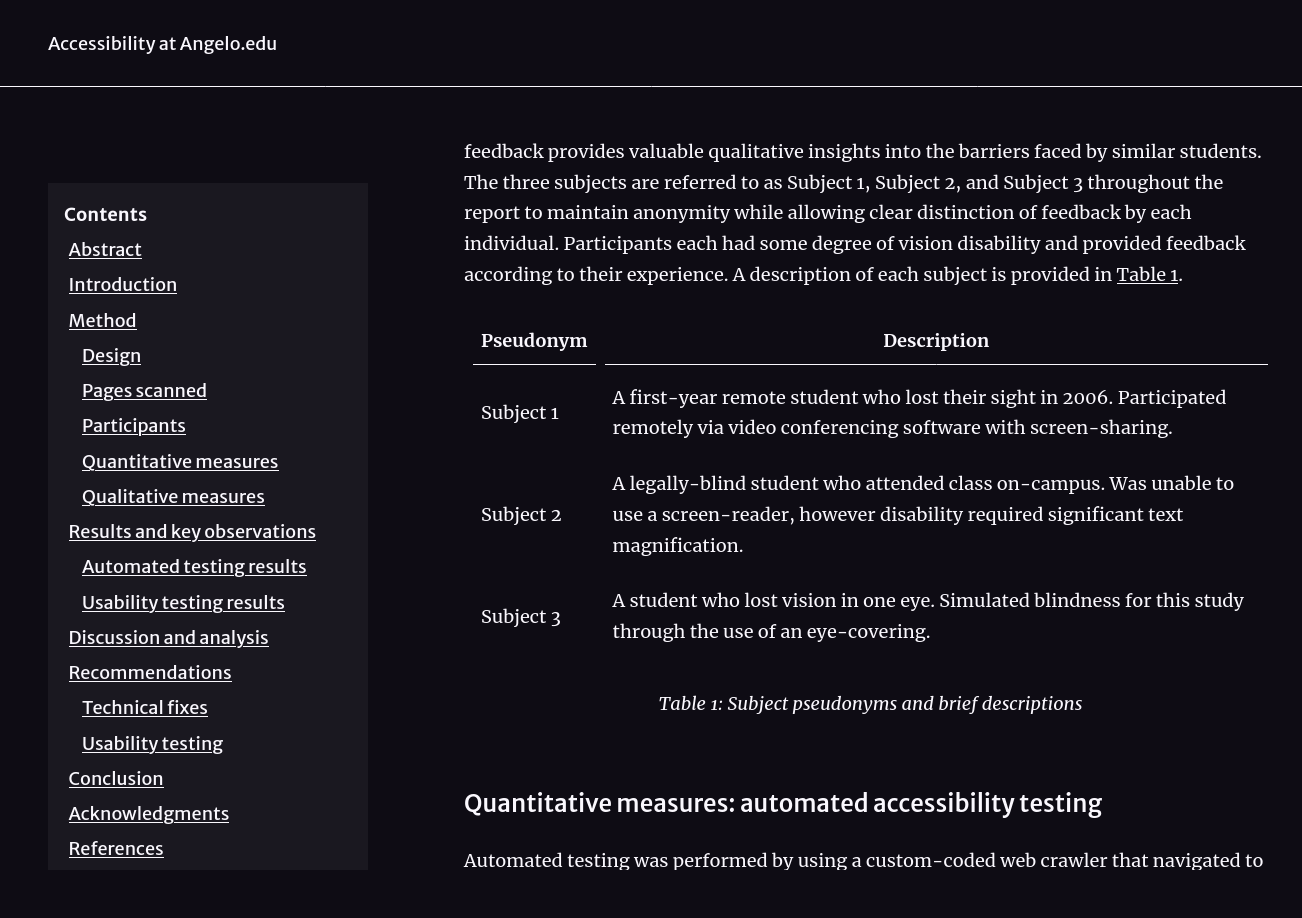 Accessibility at Angelo.edu
Contents
Abstract
Introduction
Method
Design
Pages scanned
Participants
Quantitative measures
Qualitative measures
Results and key observations
Automated testing results
Usability testing results
Discussion and analysis
Recommendations
Technical fixes
Usability testing
Conclusion
Acknowledgments
References
feedback provides valuable qualitative insights into the barriers faced by similar students.
The three subjects are referred to as Subject 1, Subject 2, and Subject 3 throughout the
report to maintain anonymity while allowing clear distinction of feedback by each
individual. Participants each had some degree of vision disability and provided feedback
according to their experience. A description of each subject is provided in Table 1.
Pseudonym Description
Subject 1
A first-year remote student who lost their sight in 2006. Participated
remotely via video conferencing software with screen-sharing.
Subject 2
A legally-blind student who attended class on-campus. Was unable to
use a screen-reader, however disability required significant text
magnification.
Subject 3
A student who lost vision in one eye. Simulated blindness for this study
through the use of an eye-covering.
Table 1: Subject pseudonyms and brief descriptions
Quantitative measures: automated accessibility testing
Automated testing was performed by using a custom-coded web crawler that navigated to